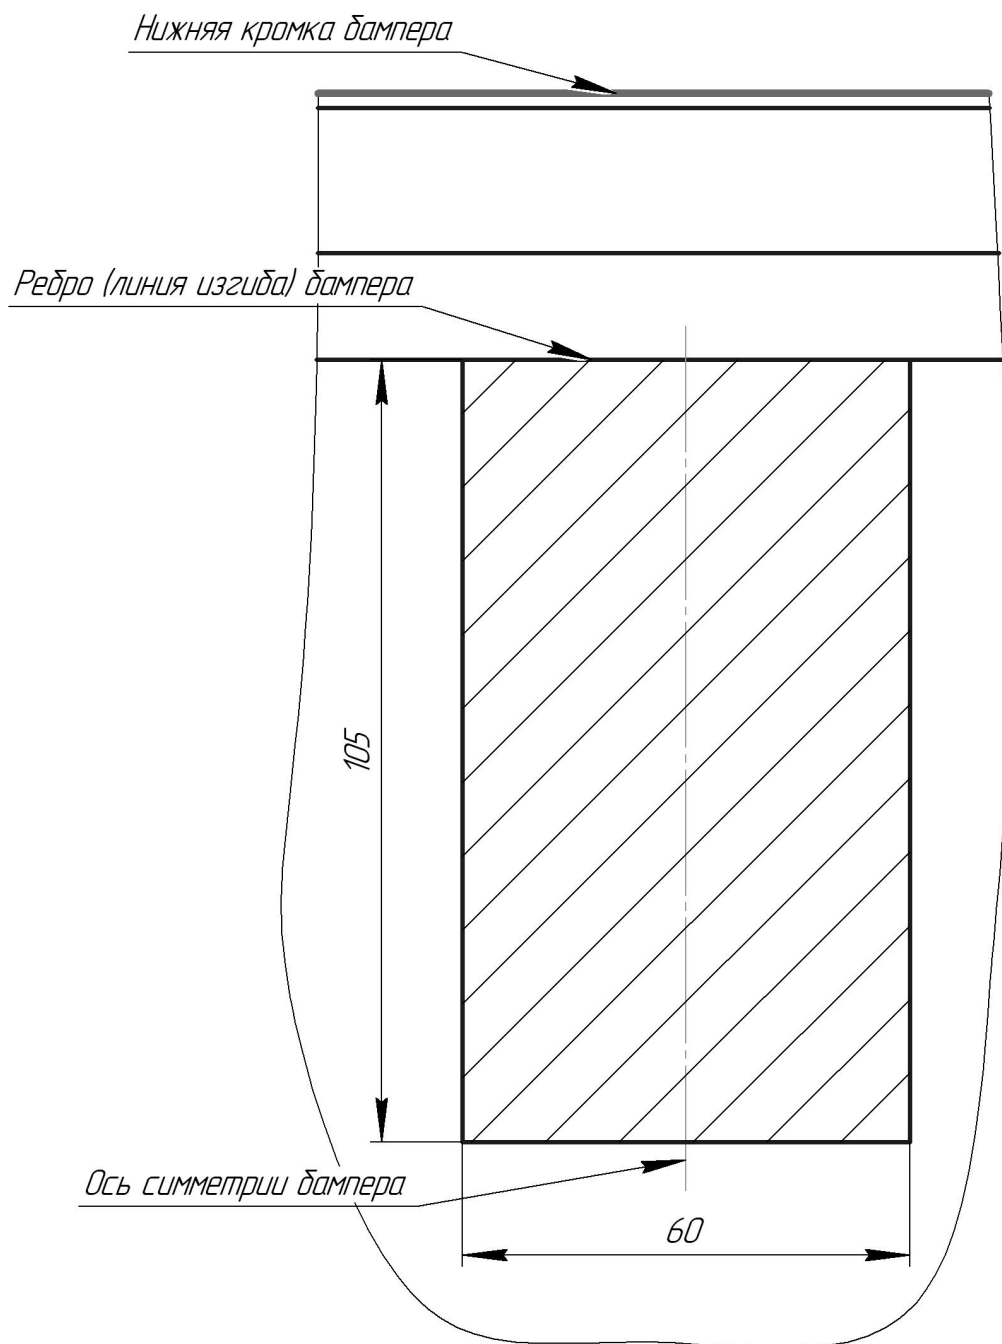 Нижняя кромка бампера
Ребро (линия изгиба) бампера
105
Ось симметрии бампера
60